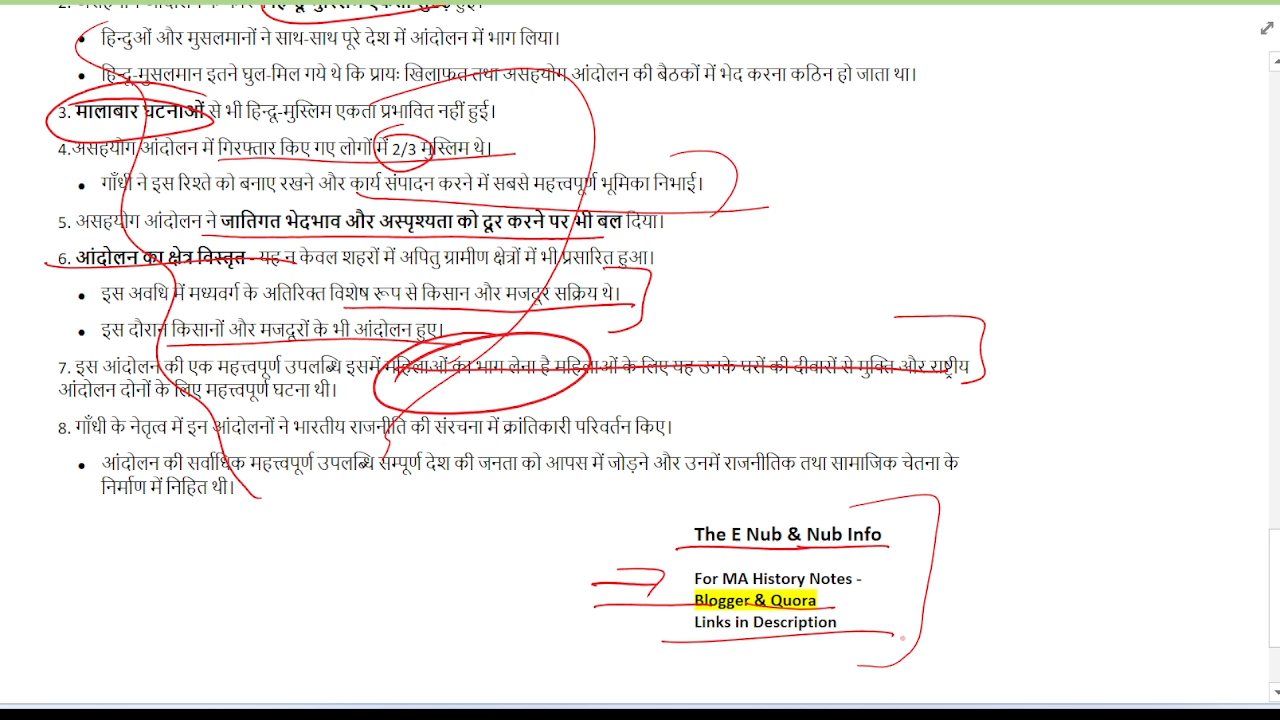 हिन्दुओं और मुसलमानों ने साथ-साथ पूरे देश में आंदोलन में भाग लिया।
हिन्दू-मुसलमान इतने घुल-मिल गये थे कि प्रायः खिलाफत तथा असहयोग आंदोलन की बैठकों में भेद करना कठिन हो जाता था।
3. मालाबार घटनाओं से भी हिन्दू-मुस्लिम एकता प्रभावित नहीं हुई।
4.असहयोग आंदोलन में गिरफ्तार किए गए लोगों में 2/3 मुस्लिम थे।
गाँधी ने इस रिश्ते को बनाए रखने और कार्य संपादन करने में सबसे महत्त्वपूर्ण भूमिका निभाई।
5. असहयोग आंदोलन ने जातिगत भेदभाव और अस्पृश्यता को दूर करने पर भी बल दिया।
6. आंदोलन का क्षेत्र विस्तृत - यह न केवल शहरों में अपितु ग्रामीण क्षेत्रों में भी प्रसारित हुआ।
इस अवधि में मध्यवर्ग के अतिरिक्त विशेष रूप से किसान और मजदूर सक्रिय थे।
इस दौरान किसानों और मजदूरों के भी आंदोलन हुए।
7. इस आंदोलन की एक महत्त्वपूर्ण उपलब्धि इसमें महिलाओं का भाग लेना है महिलाओं के लिए यह उनके घरों की दीवारों से मुक्ति और राष्ट्रीय
आंदोलन दोनों के लिए महत्त्वपूर्ण घटना थी।
8. गाँधी के नेतृत्व में इन आंदोलनों ने भारतीय राजनीति की संरचना में क्रांतिकारी परिवर्तन किए।
आंदोलन की सर्वाधिक महत्त्वपूर्ण उपलब्धि सम्पूर्ण देश की जनता को आपस में जोड़ने और उनमें राजनीतिक तथा सामाजिक चेतना के
निर्माण में निहित थी।
The E Nub & Nub Info
For MA History Notes -
Blogger & Quora
Links in Description